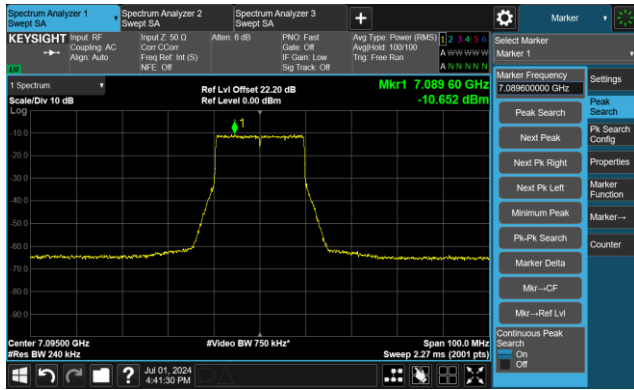 Spectrum Analyzer 1
Swept SA
Spectrum Analyzer 2
Swept SA
Spectrum Analyzer 3
Swept SA
+
Marker
KEYSIGHT
Input: RF
Coupling: AC
Align: Auto
Input Z: 50 Ω
Corr CCorr
Freq Ref: Int (S)
NFE: Off
Atten: 6 dB
PNO: Fast
Gate: Off
IF Gain: Low
Sig Track: Off
Avg Type: Power (RMS)
Avg|Hold: 100/100
Trig: Free Run
1 2 3 4 5 6
A W W W W W
A N N N N N
Select Marker
Marker 1
1 Spectrum
Scale/Div 10 dB
Log
Ref Lvl Offset 22.20 dB
Ref Level 0.00 dBm
Mkr1 7.089 60 GHz
-10.652 dBm
1
-10.0
-20.0
-30.0
-40.0
-50.0
-60.0
-70.0
-80.0
-90.0
Center 7.09500 GHz
#Res BW 240 kHz
#Video BW 750 kHz*
Span 100.0 MHz
Sweep 2.27 ms (2001 pts)
Marker Frequency
7.089600000 GHz
Peak Search
Next Peak
Next Pk Right
Next Pk Left
Minimum Peak
Pk-Pk Search
Marker Delta
Mkr→CF
Mkr→Ref Lvl
Continuous Peak
Search
On
Off
Settings
Peak
Search
Pk Search
Config
Properties
Marker
Function
Marker→
Counter
?
Jul 01, 2024
4:41:30 PM